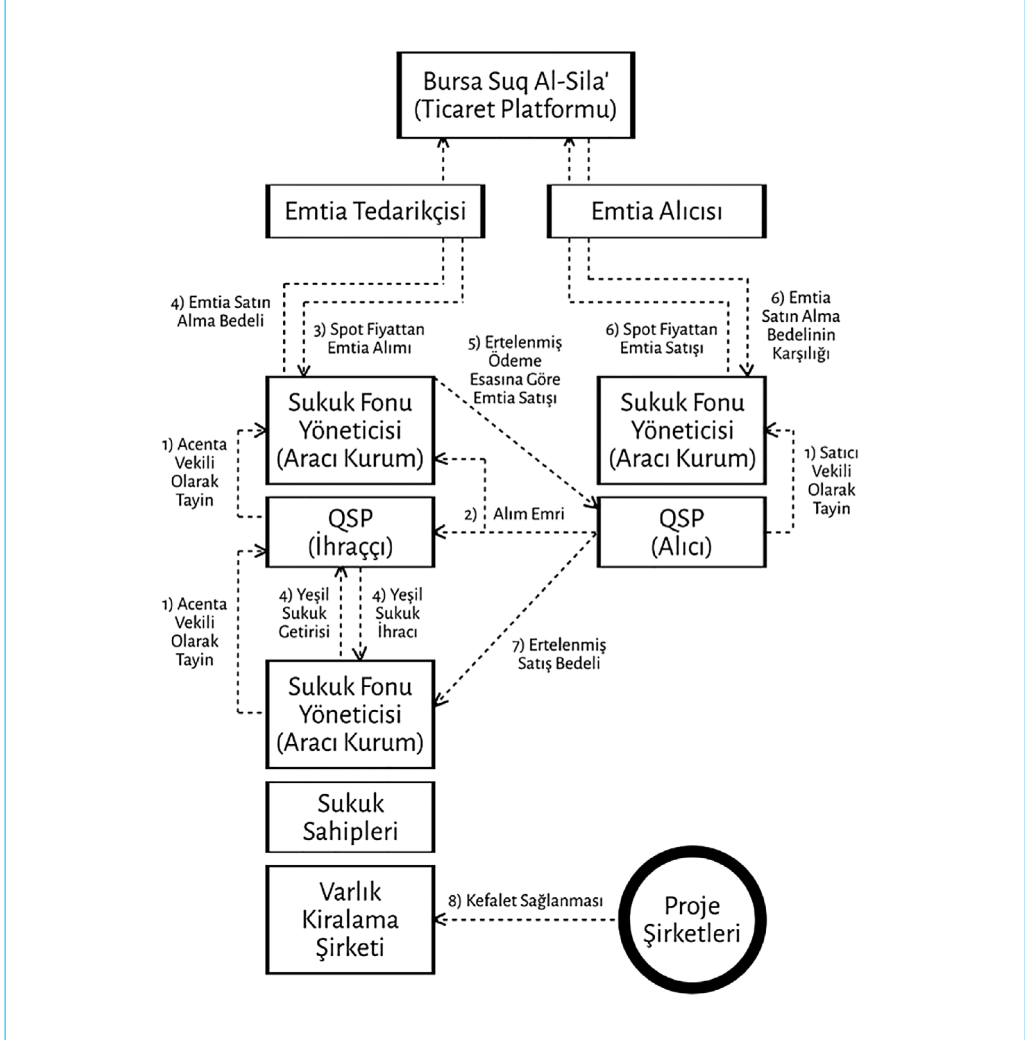 Bursa Suq Al-Sila'
(Ticaret Platformu)
Emtia Tedarikçisi
Emtia Alıcısı
4) Emtia Satın
Alma Bedeli
3) Spot Fiyattan
Emtia Alımı
5) Ertelenmiş
Ödeme
Esasına Göre
Emtia Satışı
6) Spot Fiyattan
Emtia Satışı
6) Emtia
Satın Alma
Bedelinin
Karşılığı
Sukuk Fonu
Yöneticisi
(Aracı Kurum)
Sukuk Fonu
Yöneticisi
(Aracı Kurum)
1) Acenta
Vekili
Olarak
Tayin
1) Satıcı
Vekili
Olarak
Tayin
QSP
(İhraççı)
2) Alım Emri
QSP
(Alıcı)
1) Acenta
Vekili
Olarak
Tayin
4) Yeşil
Sukuk
Getirisi
4) Yeşil
Sukuk
İhracı
7) Ertelenmiş
Satış Bedeli
Sukuk Fonu
Yöneticisi
(Aracı Kurum)
Sukuk
Sahipleri
Varlık
Kiralama
Şirketi
8) Kefalet Sağlanması
Proje
Şirketleri